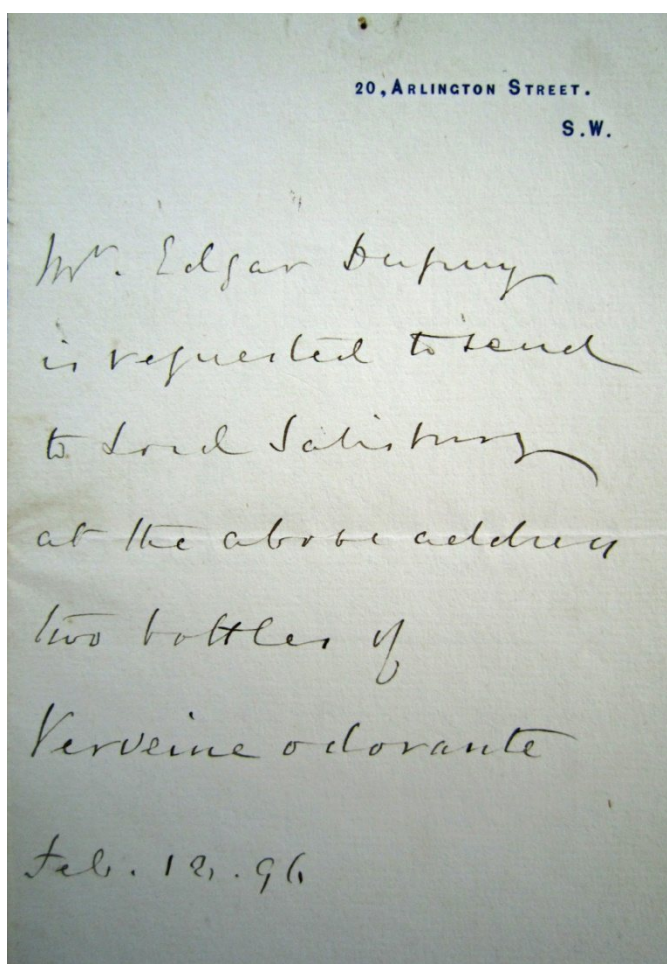 20, ARLINGTON STREET.
S.W.
Mr. Edgar Dupuy
is requested to send
to Lord Salisbury
at the above address
two bottles of
Verveine odorante
Feb. 12. 96